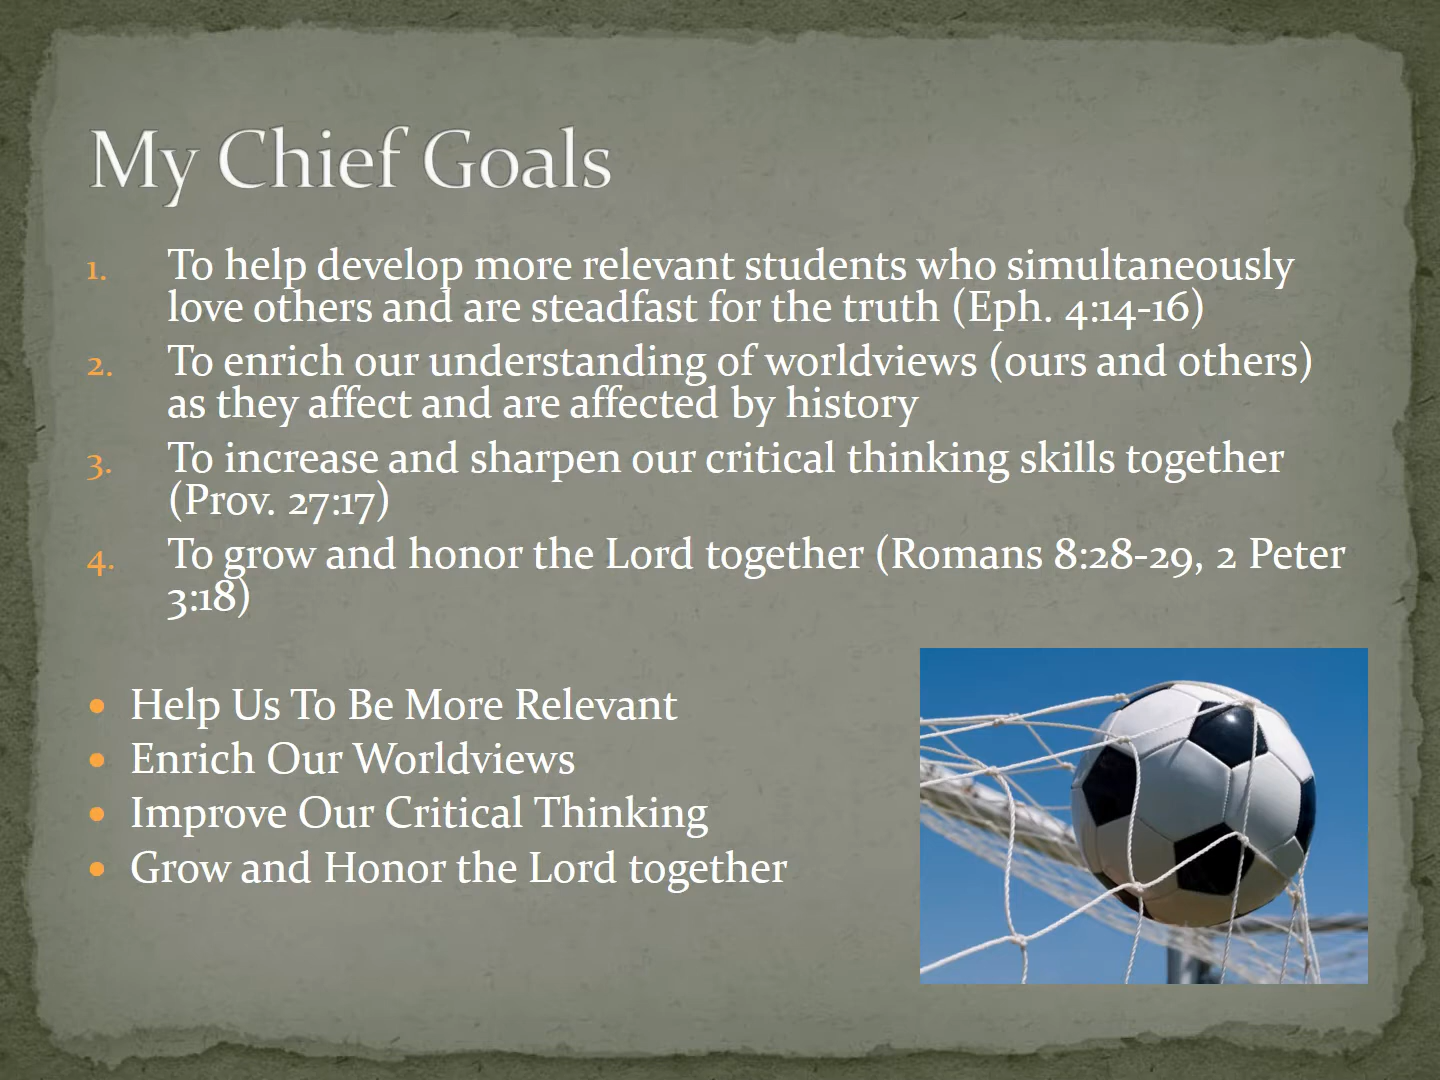 My Chief Goals
1. To help develop more relevant students who simultaneously
love others and are steadfast for the truth (Eph. 4:14-16)
2. To enrich our understanding of worldviews (ours and others)
as they affect and are affected by history
3. To increase and sharpen our critical thinking skills together
(Prov. 27:17)
4. To grow and honor the Lord together (Romans 8:28-29, 2 Peter
3:18)
• Help Us To Be More Relevant
• Enrich Our Worldviews
• Improve Our Critical Thinking
• Grow and Honor the Lord together